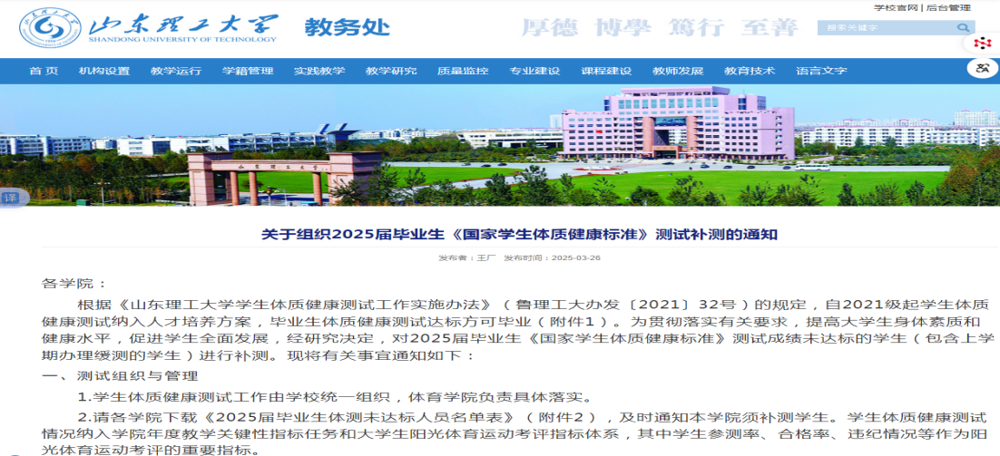 学校官网 | 后台管理
山东理工大学 教务处
SHANDONG UNIVERSITY OF TECHNOLOGY
厚德 博學 篤行 至善
搜索关键字
首 页 机构设置 教学运行 学籍管理 实践教学 教学研究 质量监控 专业建设 课程建设 教师发展 教育技术 语言文字
山东理工大学
译
关于组织2025届毕业生《国家学生体质健康标准》测试补测的通知
发布者：王厂 发布时间：2025-03-26
各学院：
根据《山东理工大学学生体质健康测试工作实施办法》（鲁理工大办发〔2021〕32号）的规定，自2021级起学生体质
健康测试纳入人才培养方案，毕业生体质健康测试达标方可毕业（附件1）。为贯彻落实有关要求，提高大学生身体素质和
健康水平，促进学生全面发展，经研究决定，对2025届毕业生《国家学生体质健康标准》测试成绩未达标的学生（包含上学
期办理缓测的学生）进行补测。现将有关事宜通知如下：
一、测试组织与管理
1.学生体质健康测试工作由学校统一组织，体育学院负责具体落实。
2.请各学院下载《2025届毕业生体测未达标人员名单表》（附件2），及时通知本学院须补测学生。学生体质健康测试
情况纳入学院年度教学关键性指标任务和大学生阳光体育运动考评指标体系，其中学生参测率、合格率、违纪情况等作为阳
光体育运动考评的重要指标。